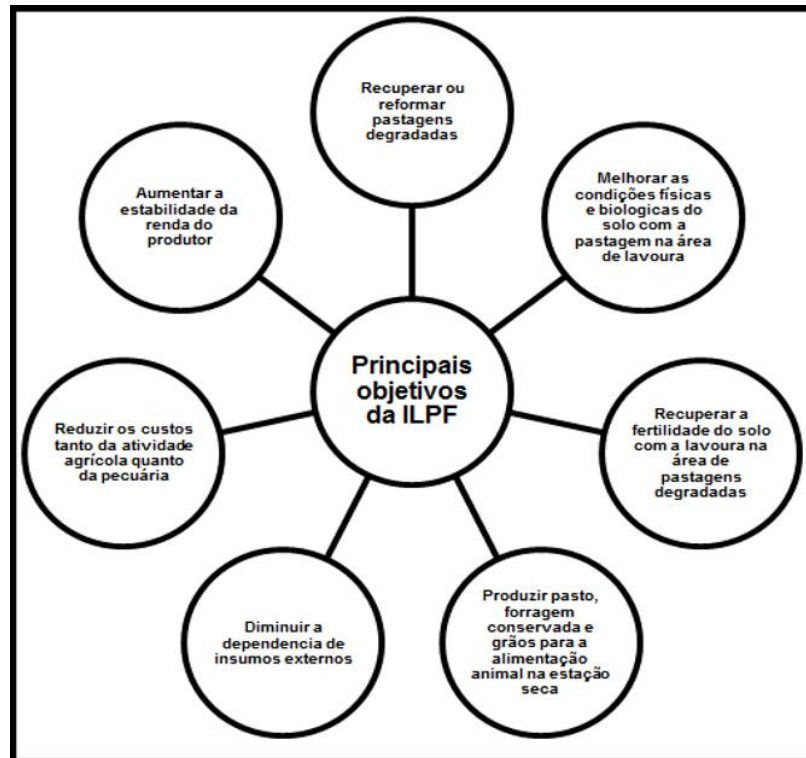 Principais
objetivos
da ILPF
Recuperar ou
reformar
pastagens
degradadas
Melhorar as
condições físicas
e biologicas do
solo com a
pastagem na área
de lavoura
Recuperar a
fertilidade do solo
com a lavoura na
área de
pastagens
degradadas
Produzir pasto,
forragem
conservada e
grãos para a
alimentação
animal na estação
seca
Diminuir a
dependencia de
insumos externos
Reduzir os custos
tanto da atividade
agrícola quanto
da pecuária
Aumentar a
estabilidade da
renda do
produtor